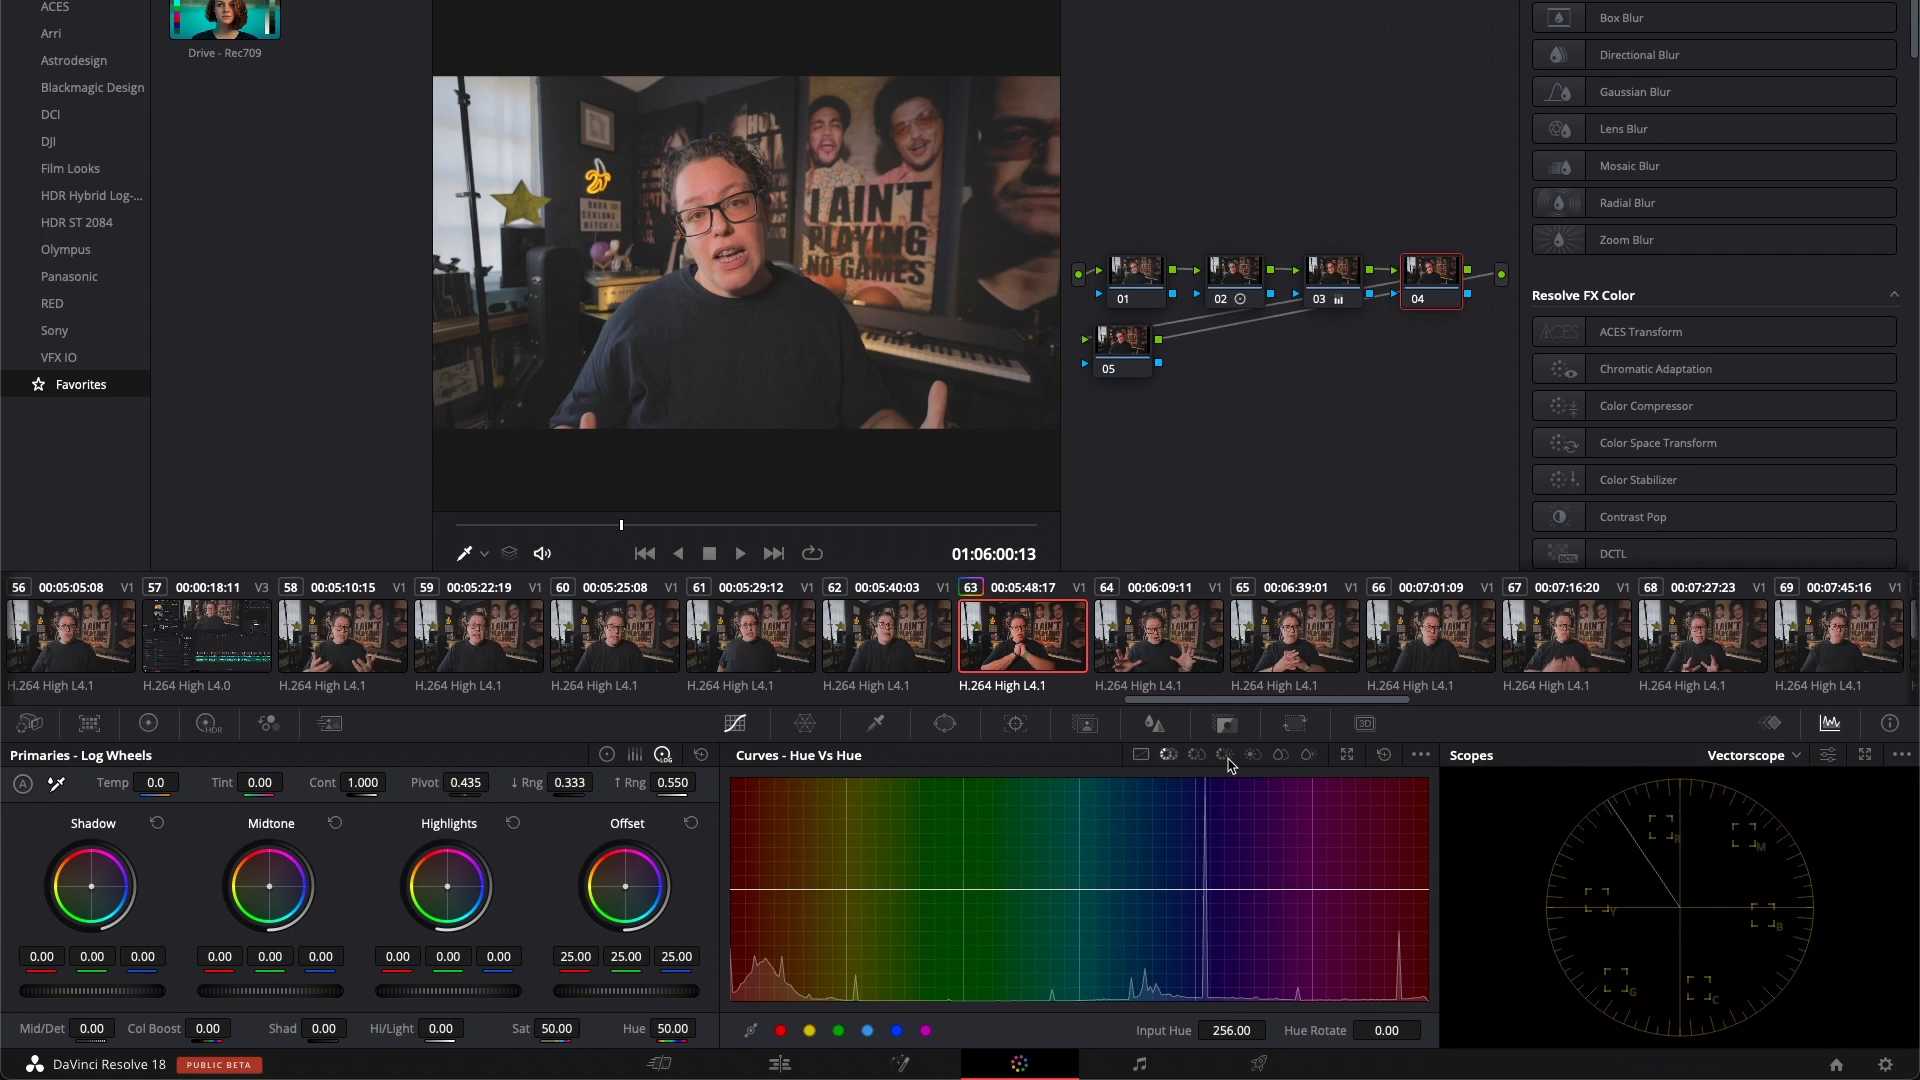 ACES
Arri
Astrodesign
Blackmagic Design
DCI
DJI
Film Looks
HDR Hybrid Log-...
HDR ST 2084
Olympus
Panasonic
RED
Sony
VFX IO
Favorites
Drive - Rec709
I AIN'T
PLAYING
NO GAMES
01:06:00:13
01
02
03
04
05
Box Blur
Directional Blur
Gaussian Blur
Lens Blur
Mosaic Blur
Radial Blur
Zoom Blur
Resolve FX Color
ACES Transform
Chromatic Adaptation
Color Compressor
Color Space Transform
Color Stabilizer
Contrast Pop
DCTL
56 00:05:05:08 V1
57 00:00:18:11 V3
58 00:05:10:15 V1
59 00:05:22:19 V1
60 00:05:25:08 V1
61 00:05:29:12 V1
62 00:05:40:03 V1
63 00:05:48:17 V1
64 00:06:09:11 V1
65 00:06:39:01 V1
66 00:07:01:09 V1
67 00:07:16:20 V1
68 00:07:27:23 V1
69 00:07:45:16 V1
H.264 High L4.1
H.264 High L4.0
H.264 High L4.1
H.264 High L4.1
H.264 High L4.1
H.264 High L4.1
H.264 High L4.1
H.264 High L4.1
H.264 High L4.1
H.264 High L4.1
H.264 High L4.1
H.264 High L4.1
H.264 High L4.1
H.264 High L4.1
HDR
3D
Primaries - Log Wheels
LOG
A Temp 0.0 Tint 0.00 Cont 1.000 Pivot 0.435 ↓ Rng 0.333 ↑ Rng 0.550
Shadow
Midtone
Highlights
Offset
0.00 0.00 0.00
0.00 0.00 0.00
0.00 0.00 0.00
25.00 25.00 25.00
Mid/Det 0.00 Col Boost 0.00 Shad 0.00 Hi/Light 0.00 Sat 50.00 Hue 50.00
Curves - Hue Vs Hue
Input Hue 256.00 Hue Rotate 0.00
Scopes
Vectorscope
R
M
Y
B
G
C
DaVinci Resolve 18 PUBLIC BETA